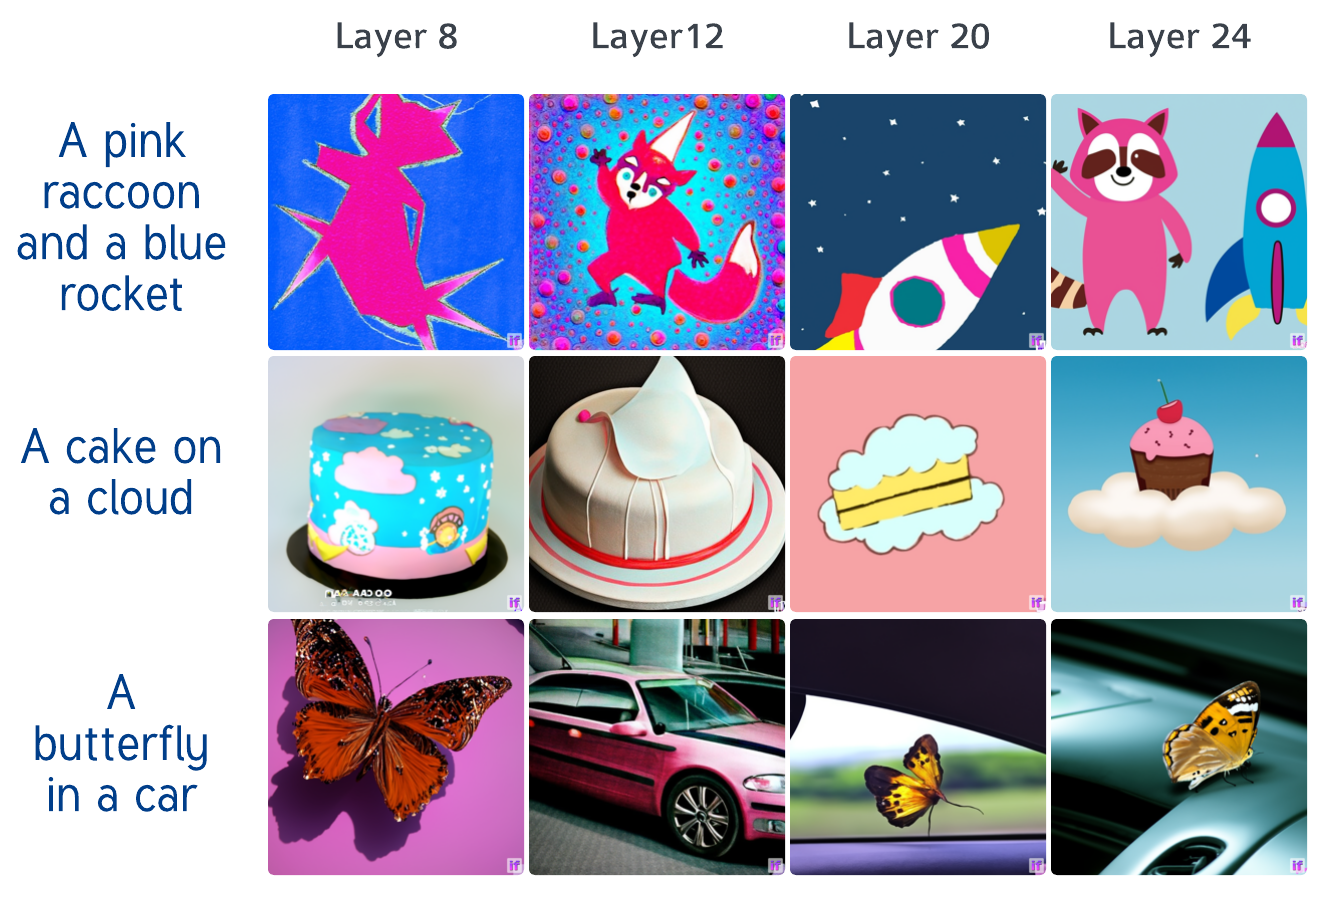 Layer 8
Layer12
Layer 20
Layer 24
A pink
raccoon
and a blue
rocket
if
if
if
if
A cake on
a cloud
if
if
if
if
A
butterfly
in a car
if
if
if
if